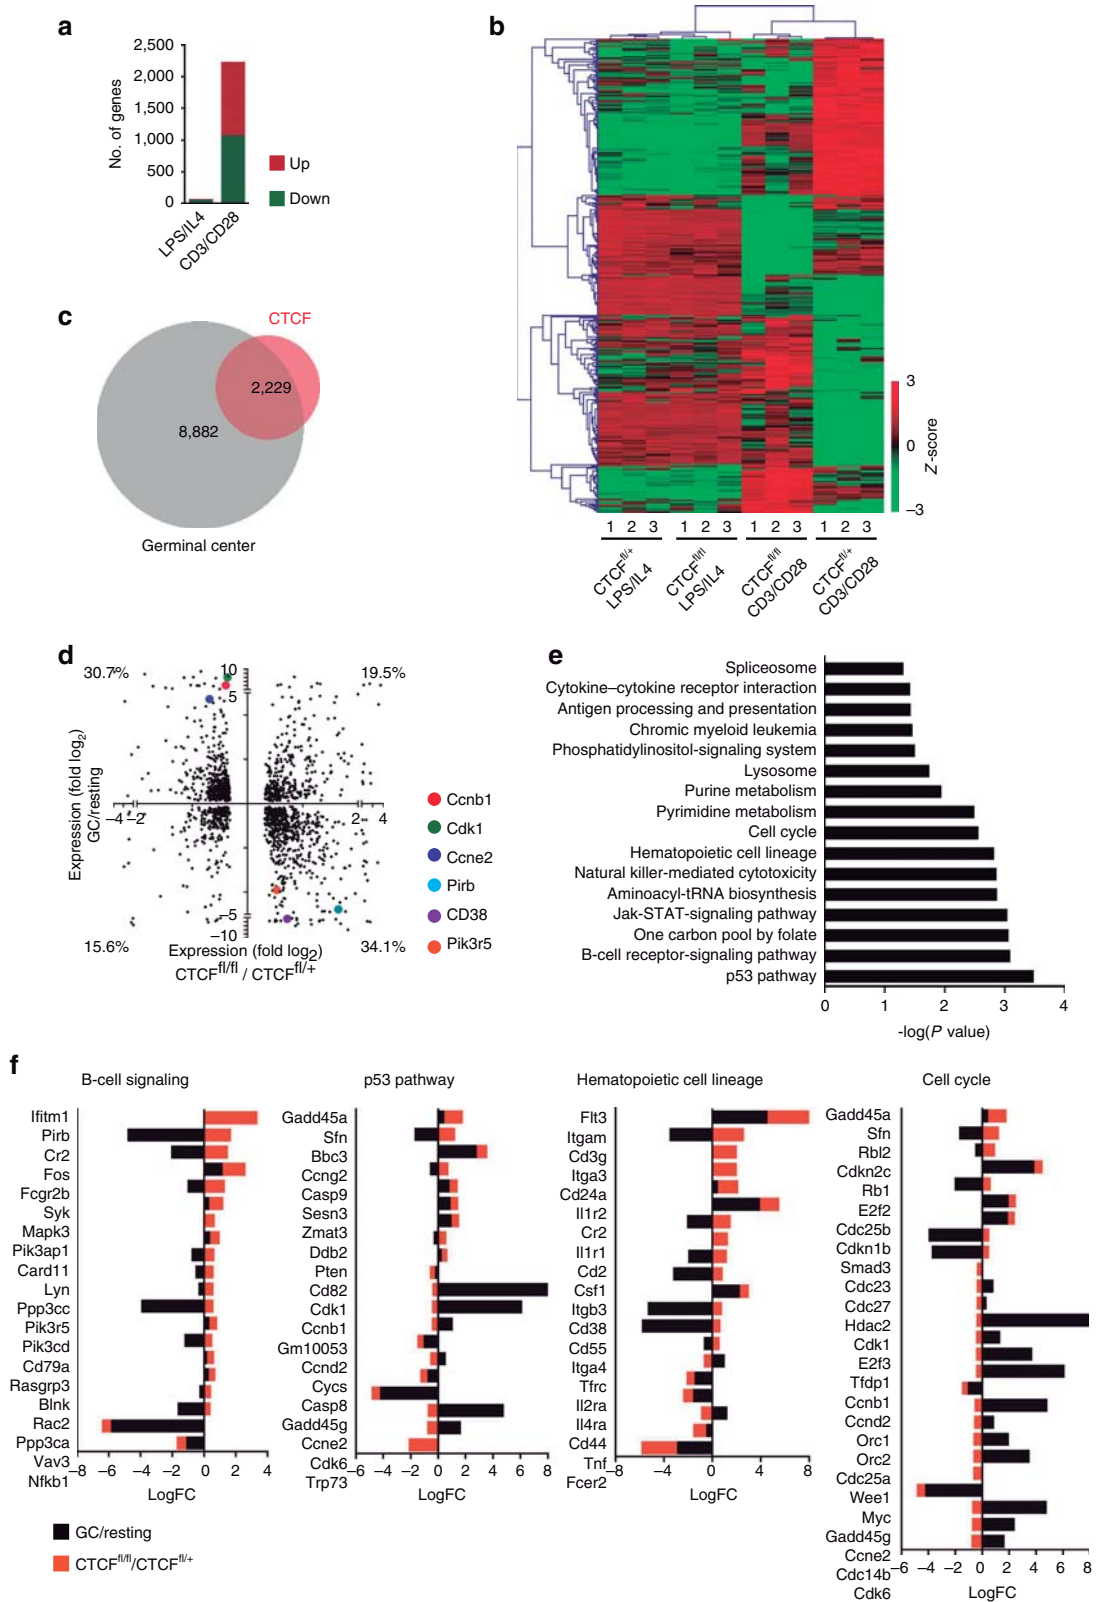 a
2,500
2,000
1,500
1,000
500
0
No. of genes
LPS/IL4
CD3/CD28
Up
Down
b
3
0
–3
Z-score
1 2 3 1 2 3 1 2 3 1 2 3
CTCFfl/+
LPS/IL4
CTCFfl/fl
LPS/IL4
CTCFfl/fl
CD3/CD28
CTCFfl/+
CD3/CD28
c
CTCF
2,229
8,882
Germinal center
d
30.7%
19.5%
15.6%
34.1%
10
5
–5
–10
–4 –2 2 4
Expression (fold log2)
GC/resting
Expression (fold log2)
CTCFfl/fl / CTCFfl/+
Ccnb1
Cdk1
Ccne2
Pirb
CD38
Pik3r5
e
Spliceosome
Cytokine–cytokine receptor interaction
Antigen processing and presentation
Chromic myeloid leukemia
Phosphatidylinositol-signaling system
Lysosome
Purine metabolism
Pyrimidine metabolism
Cell cycle
Hematopoietic cell lineage
Natural killer-mediated cytotoxicity
Aminoacyl-tRNA biosynthesis
Jak-STAT-signaling pathway
One carbon pool by folate
B-cell receptor-signaling pathway
p53 pathway
0 1 2 3 4
-log(P value)
f
B-cell signaling
Ifitm1
Pirb
Cr2
Fos
Fcgr2b
Syk
Mapk3
Pik3ap1
Card11
Lyn
Ppp3cc
Pik3r5
Pik3cd
Cd79a
Rasgrp3
Blnk
Rac2
Ppp3ca
Vav3
Nfkb1
–8 –6 –4 –2 0 2 4
LogFC
p53 pathway
Gadd45a
Sfn
Bbc3
Ccng2
Casp9
Sesn3
Zmat3
Ddb2
Pten
Cd82
Cdk1
Ccnb1
Gm10053
Ccnd2
Cycs
Casp8
Gadd45g
Ccne2
Cdk6
Trp73
–6 –4 –2 0 2 4 6 8
LogFC
Hematopoietic cell lineage
Flt3
Itgam
Cd3g
Itga3
Cd24a
Il1r2
Cr2
Il1r1
Cd2
Csf1
Itgb3
Cd38
Cd55
Itga4
Tfrc
Il2ra
Il4ra
Cd44
Tnf
Fcer2
–8 –4 0 4 8
LogFC
Cell cycle
Gadd45a
Sfn
Rbl2
Cdkn2c
Rb1
E2f2
Cdc25b
Cdkn1b
Smad3
Cdc23
Cdc27
Hdac2
Cdk1
E2f3
Tfdp1
Ccnb1
Ccnd2
Orc1
Orc2
Cdc25a
Wee1
Myc
Gadd45g
Ccne2
Cdc14b
Cdk6
–6 –4 –2 0 2 4 6 8
LogFC
GC/resting
CTCFfl/fl/CTCFfl/+